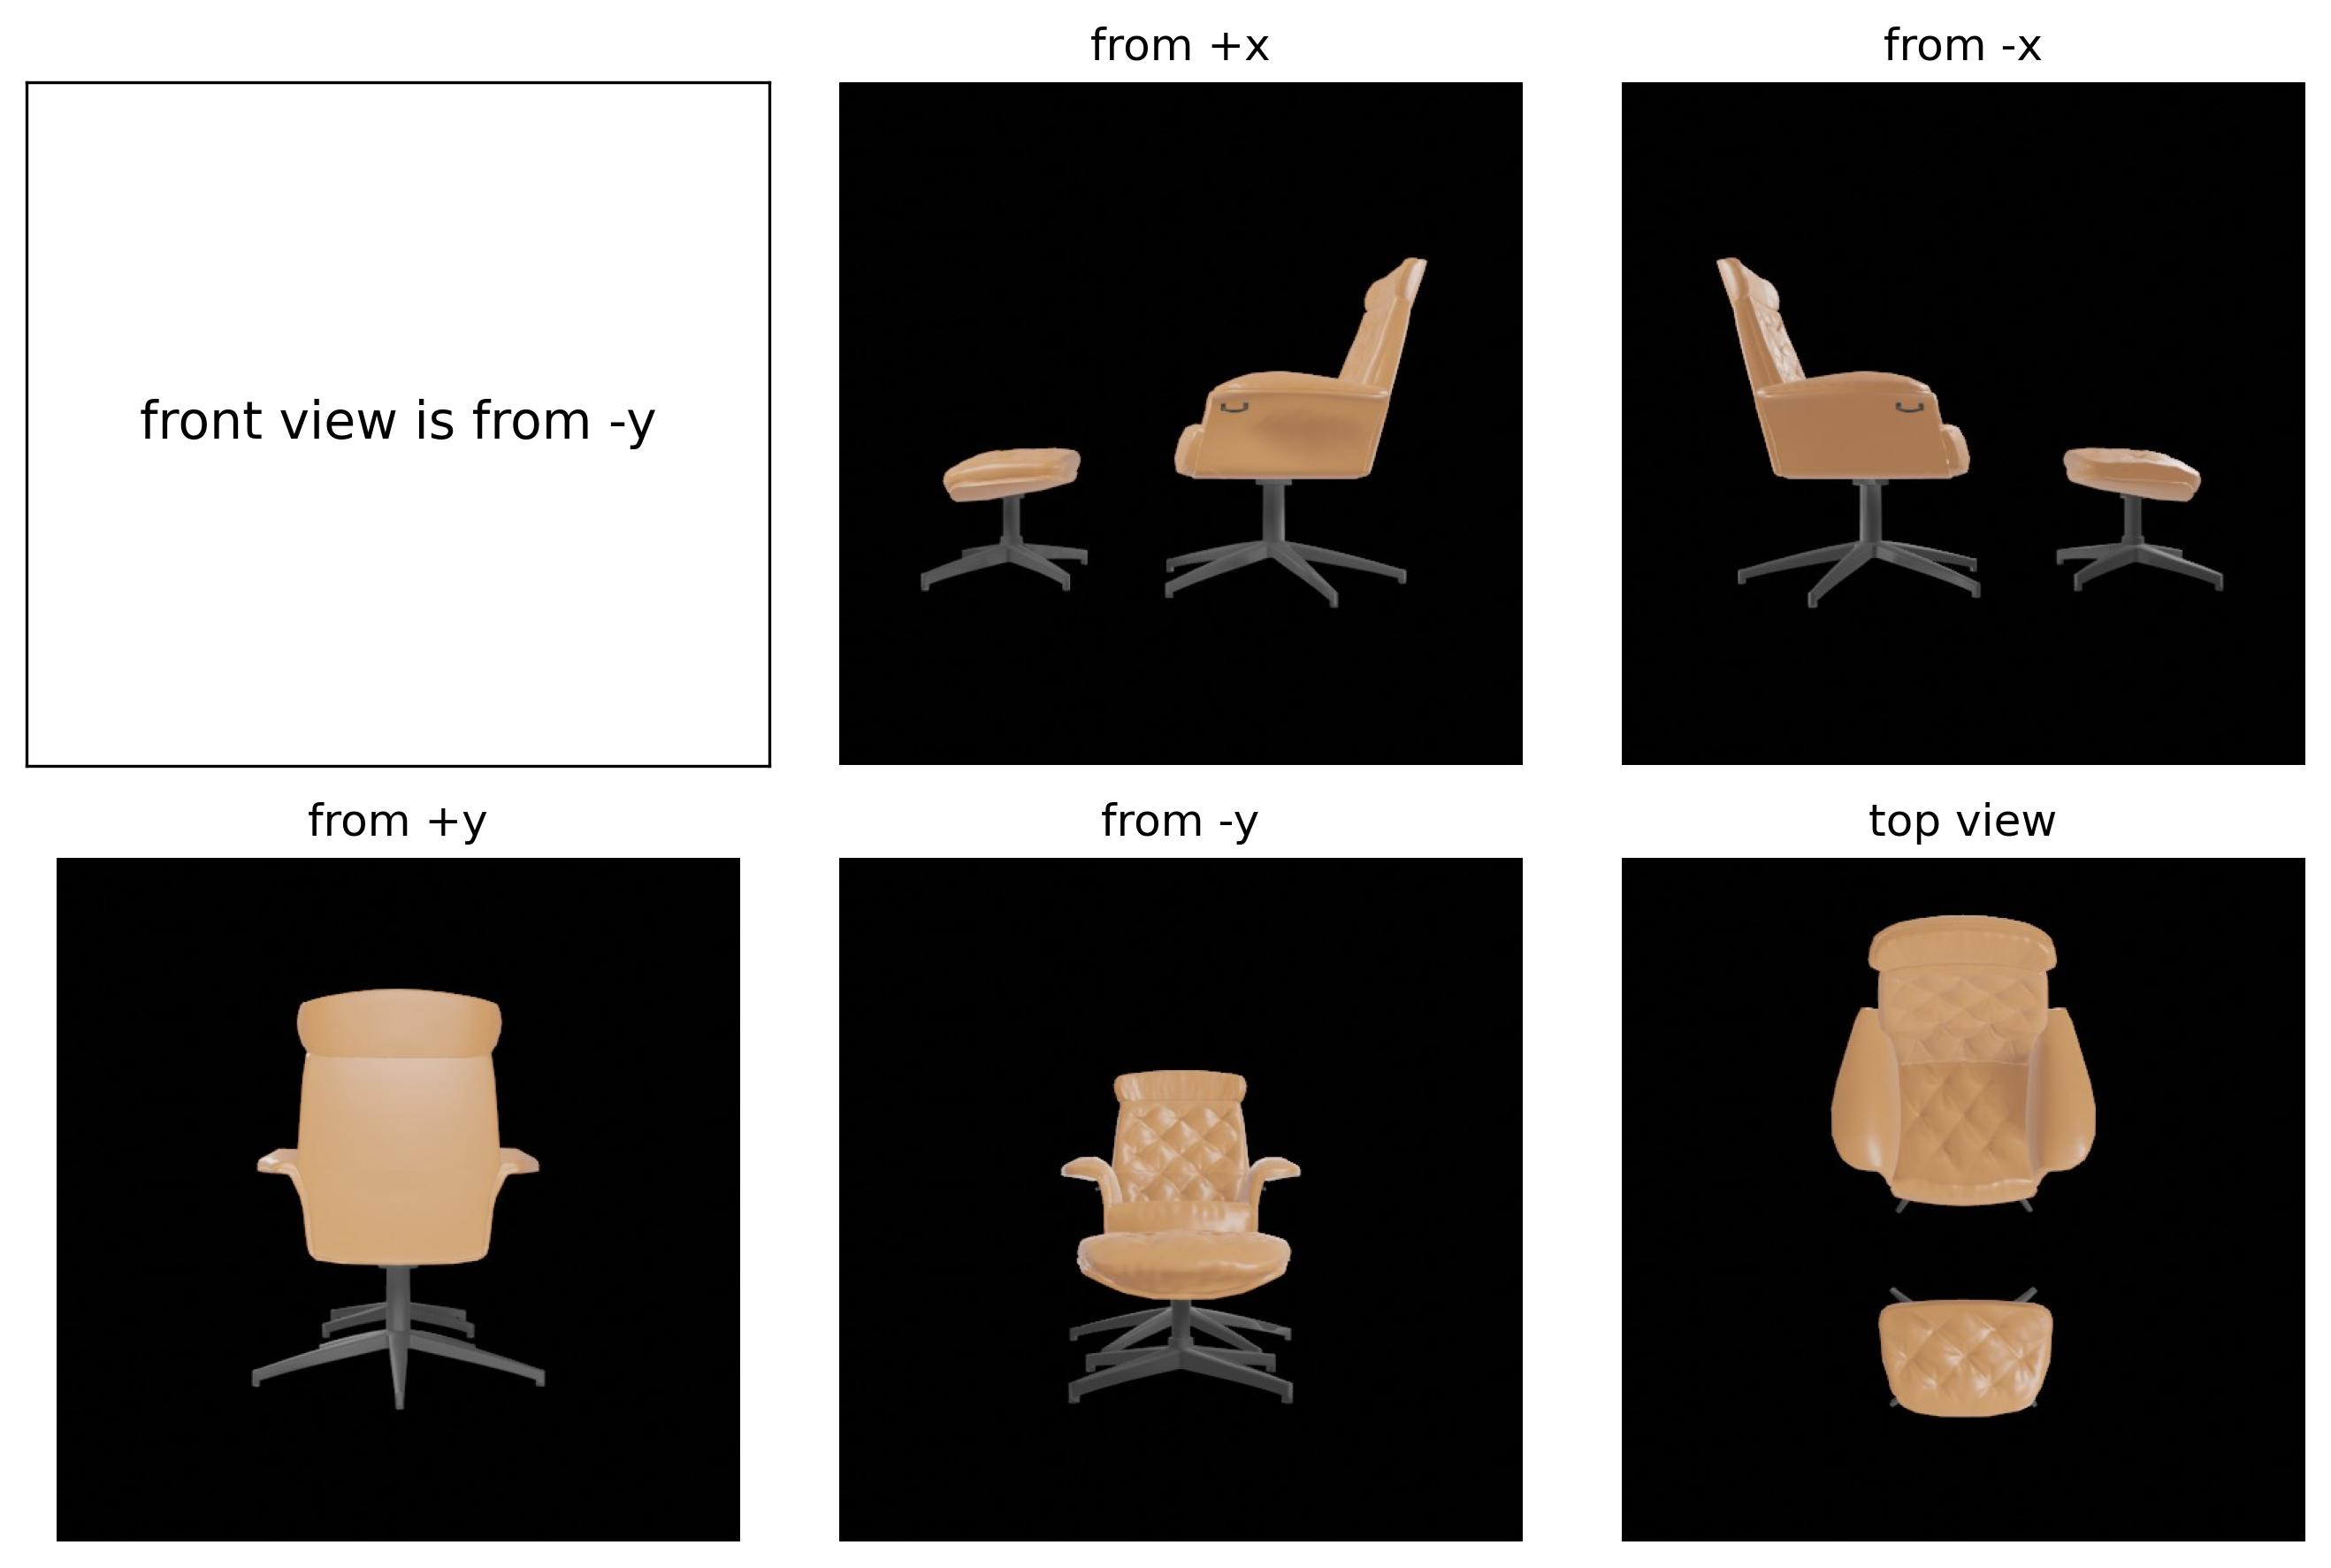 from +x
from -x
front view is from -y
from +y
from -y
top view